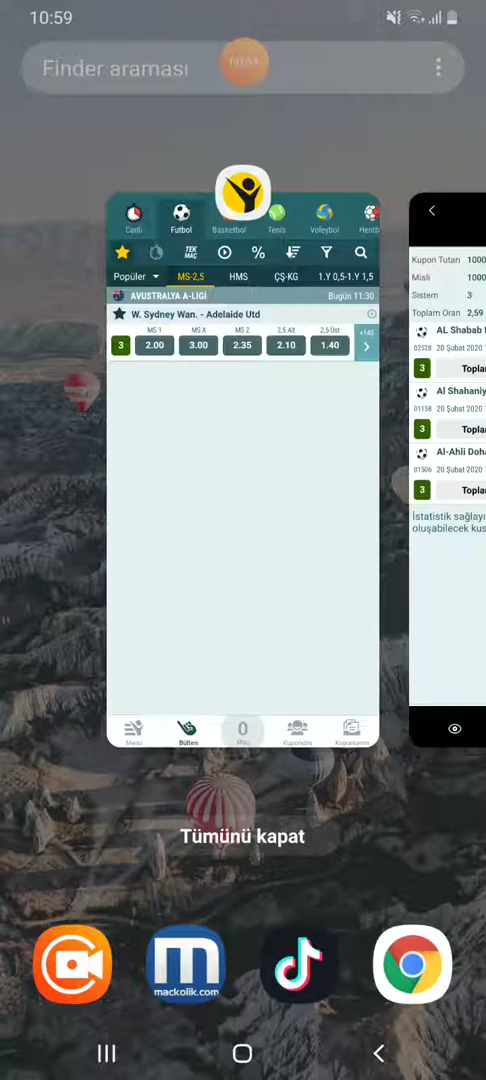 10:59
Finder araması
Canlı Futbol Basketbol Tenis Voleybol Hentb
TEK MAÇ %
Popüler MS-2,5 HMS ÇŞ-KG 1.Y 0,5-1.Y 1,5
AVUSTRALYA A-LİGİ Bugün 11:30
W. Sydney Wan. - Adelaide Utd
MS 1 MS X MS 2 2,5 Alt 2,5 Üst +145
3 2.00 3.00 2.35 2.10 1.40
Menü Bülten 0 Maç Kuponlarım
Kupon Tutarı 1000
Misli 1000
Sistem 3
Toplam Oran 2,59
AL Shabab
02528 20 Şubat 2020
3 Topla
Al Shahaniy
01158 20 Şubat 2020
3 Topla
Al-Ahli Doha
01506 20 Şubat 2020
3 Topla
İstatistik sağlayı
oluşabilecek kus
Tümünü kapat
mackolik.com